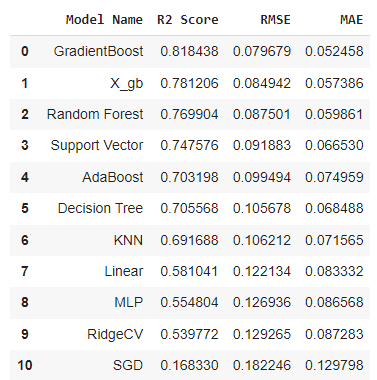 Model Name R2 Score RMSE MAE
0 GradientBoost 0.818438 0.079679 0.052458
1 X_gb 0.781206 0.084942 0.057386
2 Random Forest 0.769904 0.087501 0.059861
3 Support Vector 0.747576 0.091883 0.066530
4 AdaBoost 0.703198 0.099494 0.074959
5 Decision Tree 0.705568 0.105678 0.068488
6 KNN 0.691688 0.106212 0.071565
7 Linear 0.581041 0.122134 0.083332
8 MLP 0.554804 0.126936 0.086568
9 RidgeCV 0.539772 0.129265 0.087283
10 SGD 0.168330 0.182246 0.129798